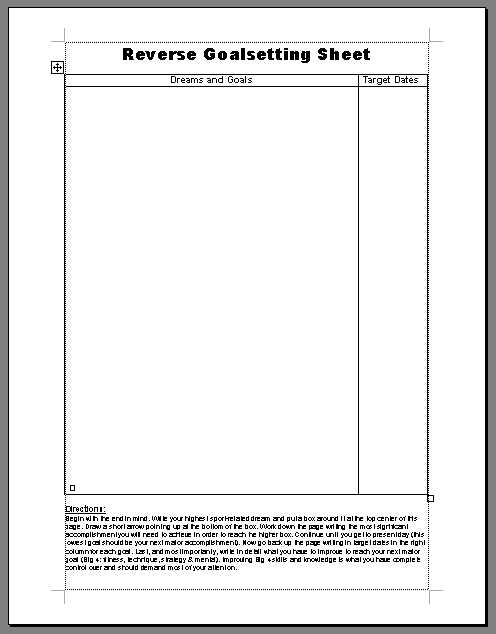 Reverse Goalsetting Sheet
Dreams and Goals Target Dates
Directions:
Begin with the end in mind. Write your highest sport-related dream and put a box around it at the top center of this
page. Draw a short arrow pointing up at the bottom of the box. Work down the page writing the most significant
accomplishment you will need to achieve in order to reach the higher box. Continue until you get to present day (this
lowest goal should be your next major accomplishment). Now go back up the page writing in target dates in the right
column for each goal. Last, and most importantly, write in detail what you have to improve to reach your next major
goal (Big 4: fitness, technique, strategy & mental). Improving Big 4 skills and knowledge is what you have complete
control over and should demand most of your attention.